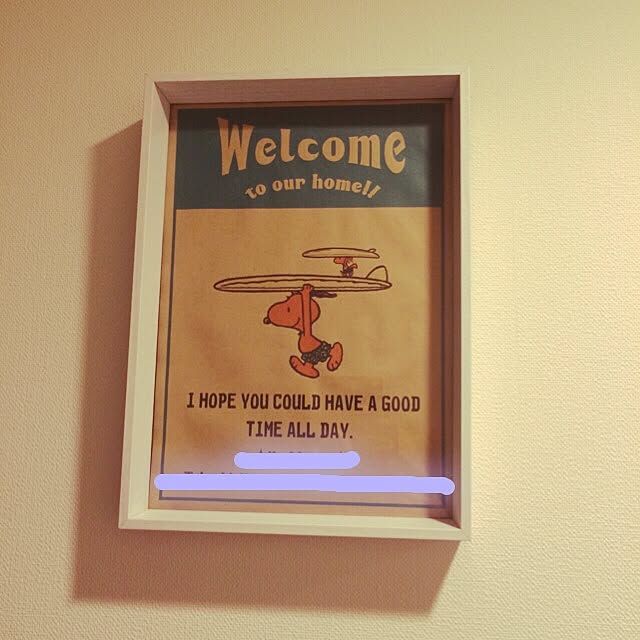 Welcome
to our home!!
I HOPE YOU COULD HAVE A GOOD
TIME ALL DAY.